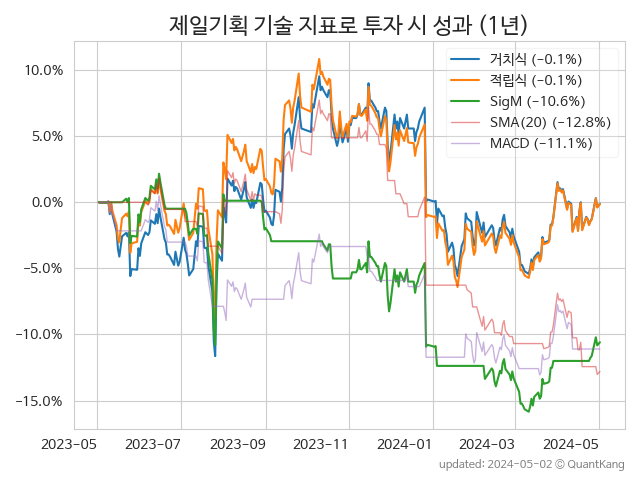 제일기획 기술 지표로 투자 시 성과 (1년)
거치식 (−0.1%)
적립식 (−0.1%)
SigM (−10.6%)
SMA(20) (−12.8%)
MACD (−11.1%)
10.0%
5.0%
0.0%
−5.0%
−10.0%
−15.0%
2023-05 2023-07 2023-09 2023-11 2024-01 2024-03 2024-05
updated: 2024-05-02 © QuantKang